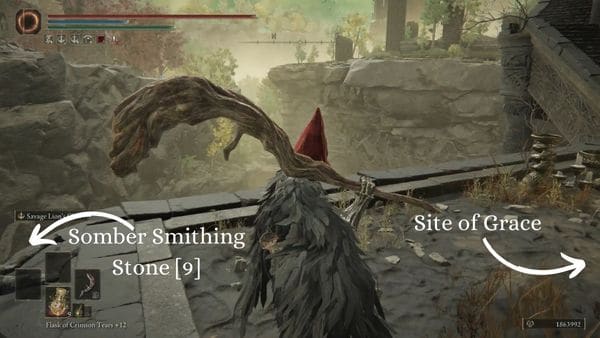 Savage Lion's
Somber Smithing
Stone [9]
Site of Grace
Flask of Crimson Tears +12
1863992